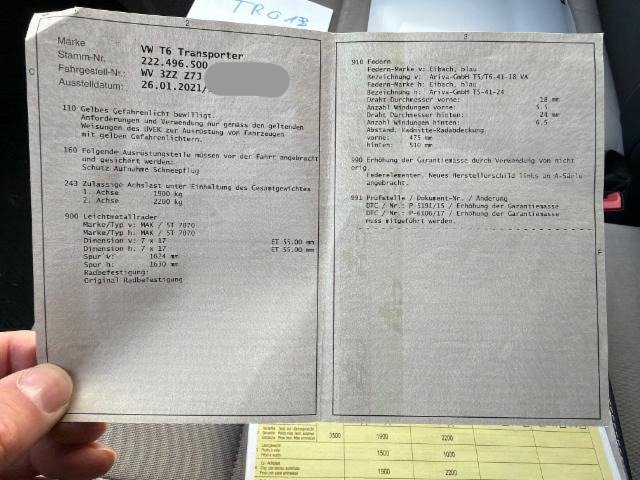 TRG13
2
Marke VW T6 Transporter
Stamm-Nr. 222.496.500
Fahrgestell-Nr.: WV 3ZZ Z7J
Ausstelldatum: 26.01.2021/
C
110 Gelbes Gefahrenlicht bewilligt.
Anforderungen und Verwendung nur gemäss den geltenden
Weisungen des UVEK zur Ausrüstung von Fahrzeugen
mit gelben Gefahrenlichtern.
160 Folgende Ausrüstungsteile müssen vor der Fahrt angebracht
und gesichert werden:
Schutz Aufnahme Schneepflug
243 Zulässige Achslast unter Einhaltung des Gesamtgewichtes
1. Achse 1900 kg
2. Achse 2200 kg
900 Leichtmetallräder
Marke/Typ v: MAK / ST 7070
Marke/Typ h: MAK / ST 7070
Dimension v: 7 x 17 ET 55.00 mm
Dimension h: 7 x 17 ET 55.00 mm
Spur v: 1624 mm
Spur h: 1630 mm
Radbefestigung:
Original Radbefestigung
3
910 Federn
Federn-Marke v: Eibach, blau
Bezeichnung v: Ariva-GmbH T5/T6-41-18 VA
Federn-Marke h: Eibach, blau
Bezeichnung h: Ariva-GmbH T5-41-24
Draht Durchmesser vorne: 18 mm
Anzahl Windungen vorne: 5.5
Draht Durchmesser hinten: 24 mm
Anzahl Windungen hinten: 6.5
Abstand: Radmitte-Radabdeckung
vorne: 475 mm
hinten: 510 mm
990 Erhöhung der Garantiemasse durch Verwendung von nicht
orig.
Federelementen. Neues Herstellerschild links an A-Säule
angebracht.
991 Prüfstelle / Dokument-Nr. / Änderung
DTC / Nr.: P-5191/15 / Erhöhung der Garantiemasse
DTC / Nr.: P-6106/17 / Erhöhung der Garantiemasse
muss mitgeführt werden.
E
3500 1900 2200
1500 1000
1900 2200